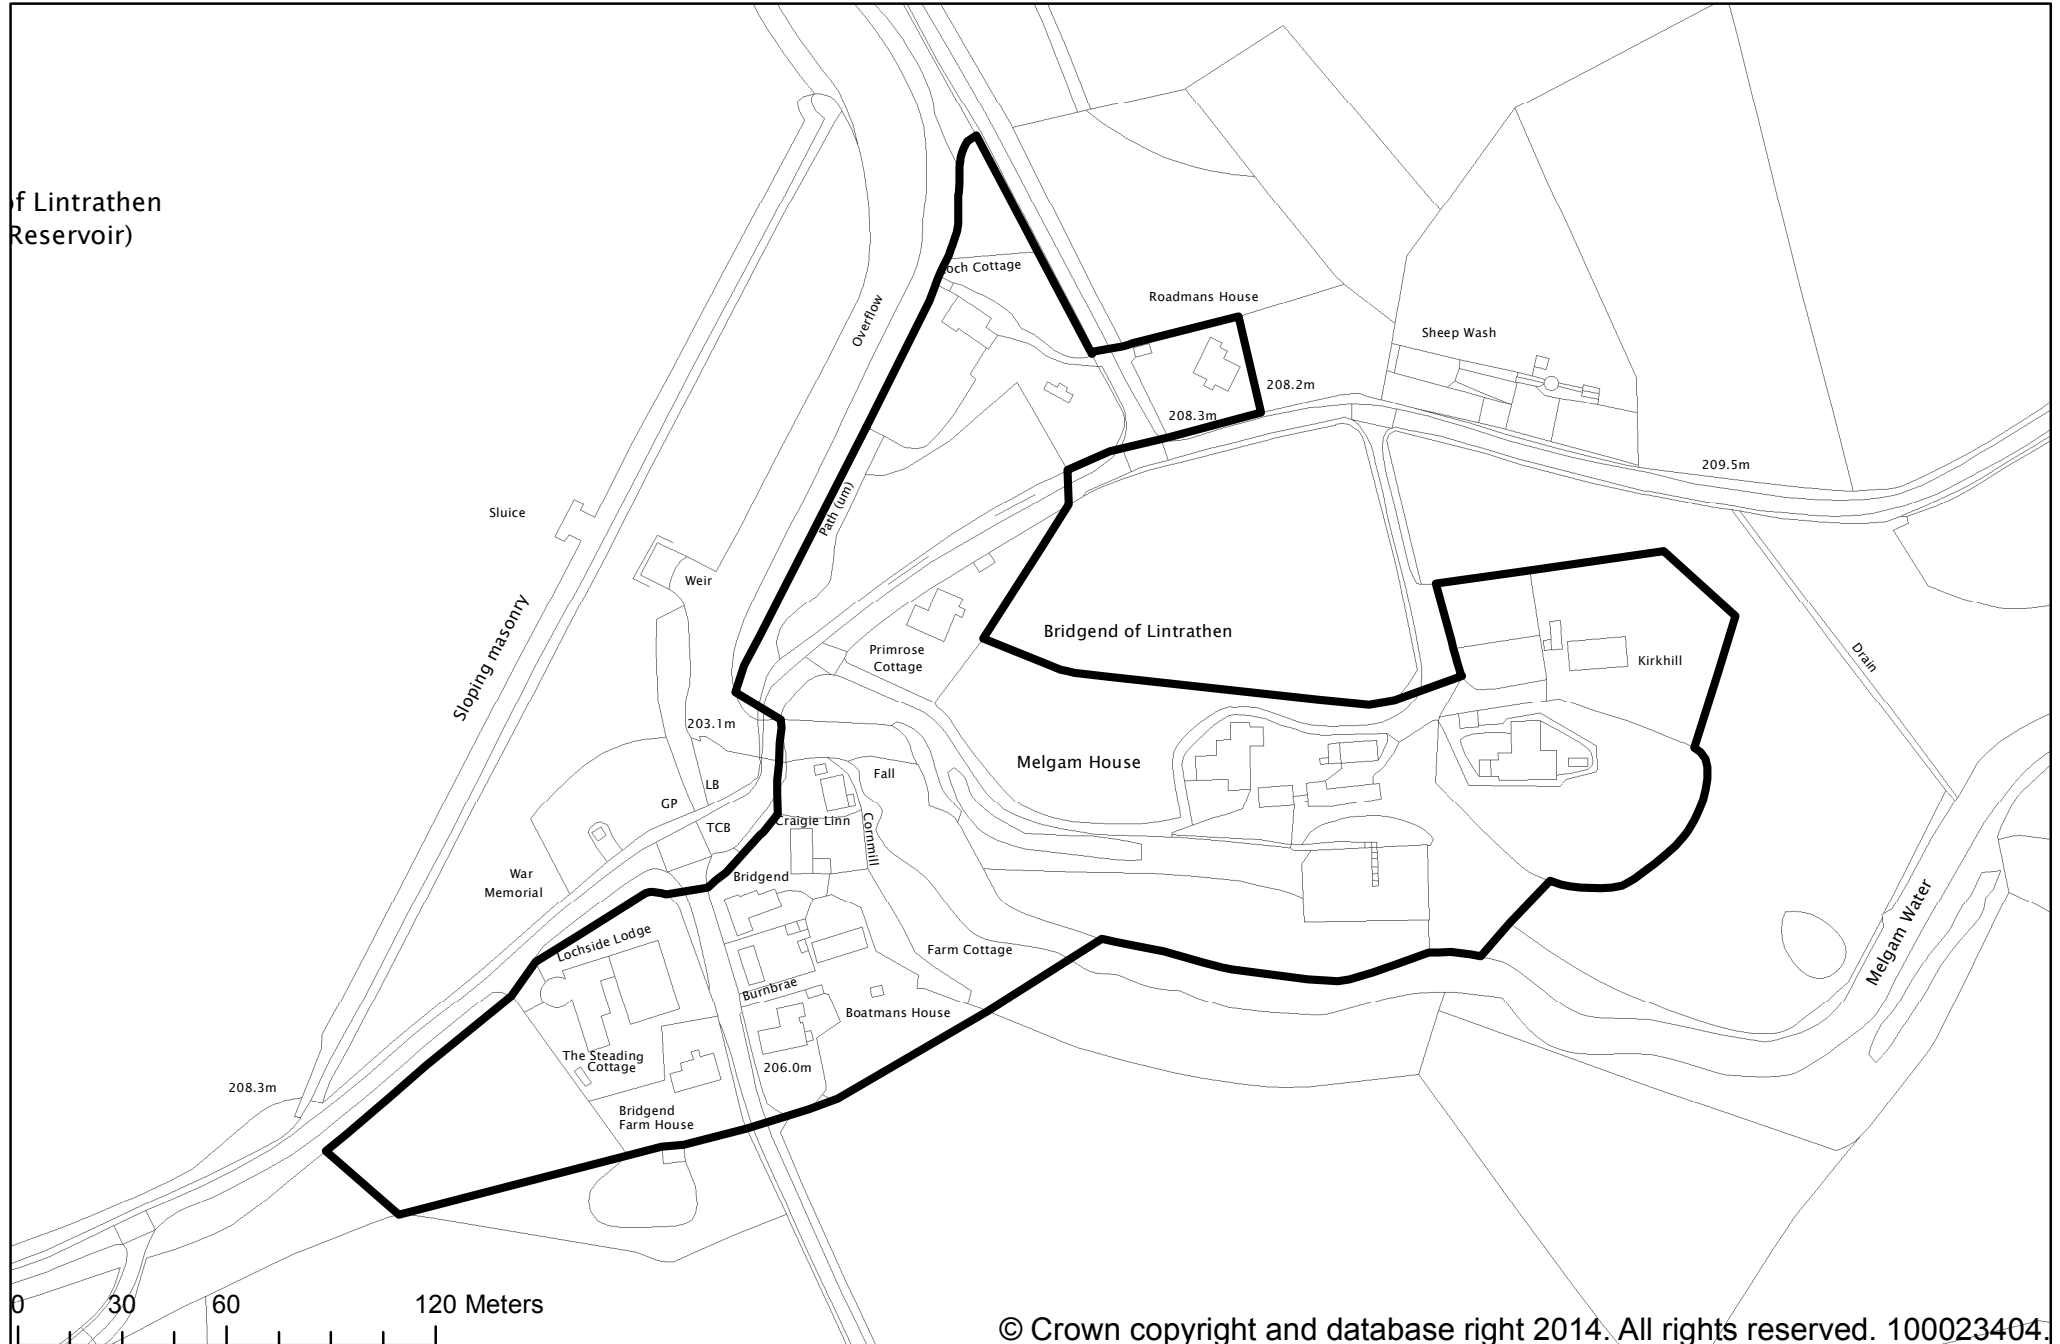 of Lintrathen
Reservoir)
Loch Cottage
Roadmans House
Overflow
Sheep Wash
208.2m
208.3m
209.5m
Sluice
Path (um)
Weir
Sloping masonry
Bridgend of Lintrathen
Primrose
Cottage
Kirkhill
Drain
203.1m
Melgam House
Fall
LB
GP
TCB
Craigie Linn
Cornmill
War
Memorial
Bridgend
Lochside Lodge
Farm Cottage
Melgam Water
Burnbrae
Boatmans House
The Steading
Cottage
206.0m
208.3m
Bridgend
Farm House
0 30 60 120 Meters
© Crown copyright and database right 2014. All rights reserved. 100023404.